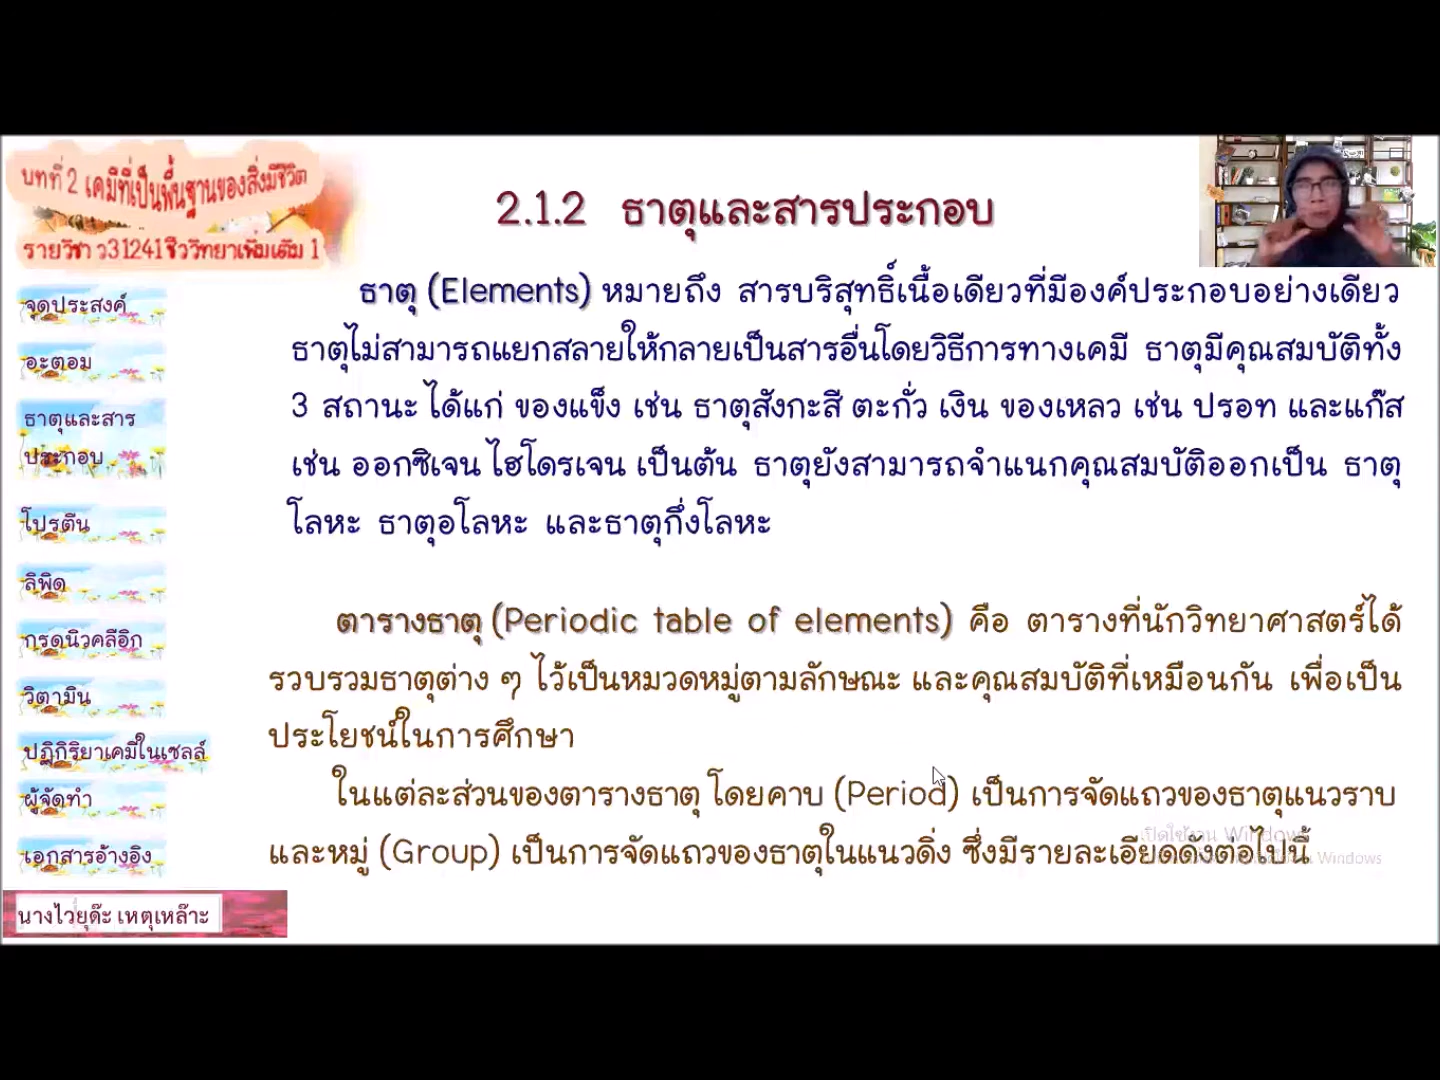 บทที่ 2 เคมีที่เป็นพื้นฐานของสิ่งมีชีวิต
รายวิชา ว31241 ชีววิทยาเพิ่มเติม 1
2.1.2 ธาตุและสารประกอบ
จุดประสงค์
อะตอม
ธาตุและสาร
ประกอบ
โปรตีน
ลิพิด
กรดนิวคลีอิก
วิตามิน
ปฏิกิริยาเคมีในเซลล์
ผู้จัดทำ
เอกสารอ้างอิง
นางไวยุด๊ะ เหตุเหล๊าะ
ธาตุ (Elements) หมายถึง สารบริสุทธิ์เนื้อเดียวที่มีองค์ประกอบอย่างเดียว
ธาตุไม่สามารถแยกสลายให้กลายเป็นสารอื่นโดยวิธีการทางเคมี ธาตุมีคุณสมบัติทั้ง
3 สถานะ ได้แก่ ของแข็ง เช่น ธาตุสังกะสี ตะกั่ว เงิน ของเหลว เช่น ปรอท และแก๊ส
เช่น ออกซิเจน ไฮโดรเจน เป็นต้น ธาตุยังสามารถจำแนกคุณสมบัติออกเป็น ธาตุ
โลหะ ธาตุอโลหะ และธาตุกึ่งโลหะ
ตารางธาตุ (Periodic table of elements) คือ ตารางที่นักวิทยาศาสตร์ได้
รวบรวมธาตุต่าง ๆ ไว้เป็นหมวดหมู่ตามลักษณะ และคุณสมบัติที่เหมือนกัน เพื่อเป็น
ประโยชน์ในการศึกษา
ในแต่ละส่วนของตารางธาตุ โดยคาบ (Period) เป็นการจัดแถวของธาตุแนวราบ
และหมู่ (Group) เป็นการจัดแถวของธาตุในแนวดิ่ง ซึ่งมีรายละเอียดดังต่อไปนี้
เปิดใช้งาน Windows
Windows